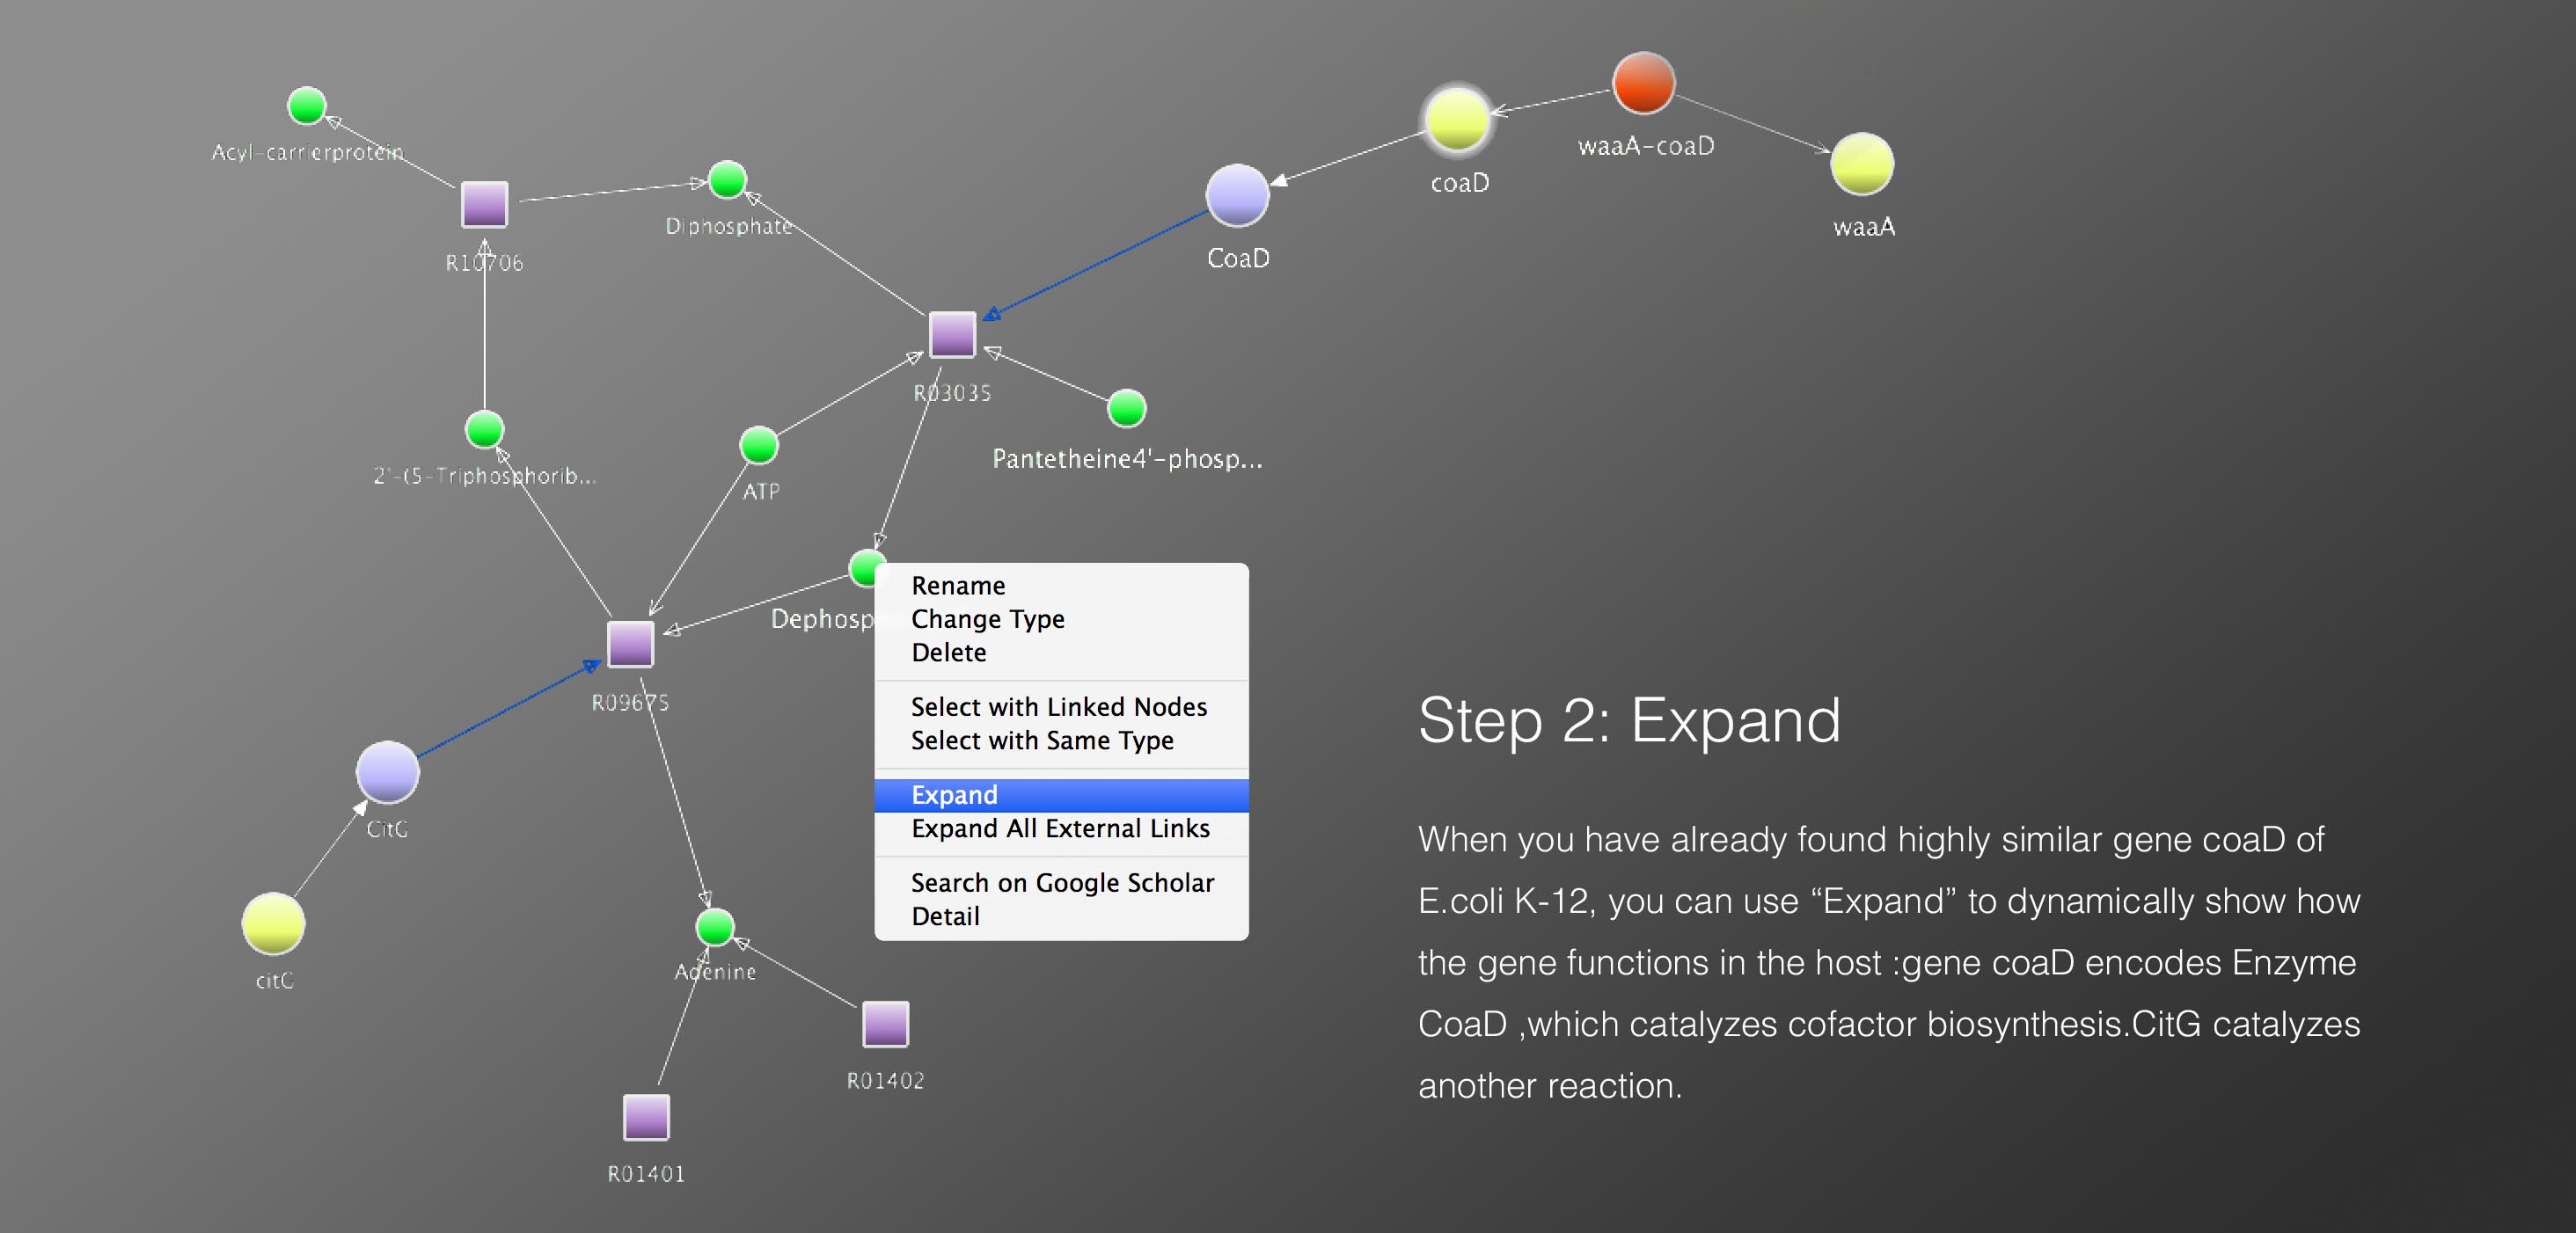 waaA-coaD
Acyl-carrierprotein
coaD
Diphosphate
waaA
CoaD
R10706
R03035
Pantetheine4'-phosp...
2'-(5-Triphosphorib...
ATP
Rename
Dephosp
Change Type
Delete
R09675
Select with Linked Nodes
Select with Same Type
Expand
Expand All External Links
CitG
Search on Google Scholar
Detail
Adenine
citG
R01402
R01401
Step 2: Expand
When you have already found highly similar gene coaD of
E.coli K-12, you can use “Expand” to dynamically show how
the gene functions in the host :gene coaD encodes Enzyme
CoaD ,which catalyzes cofactor biosynthesis.CitG catalyzes
another reaction.